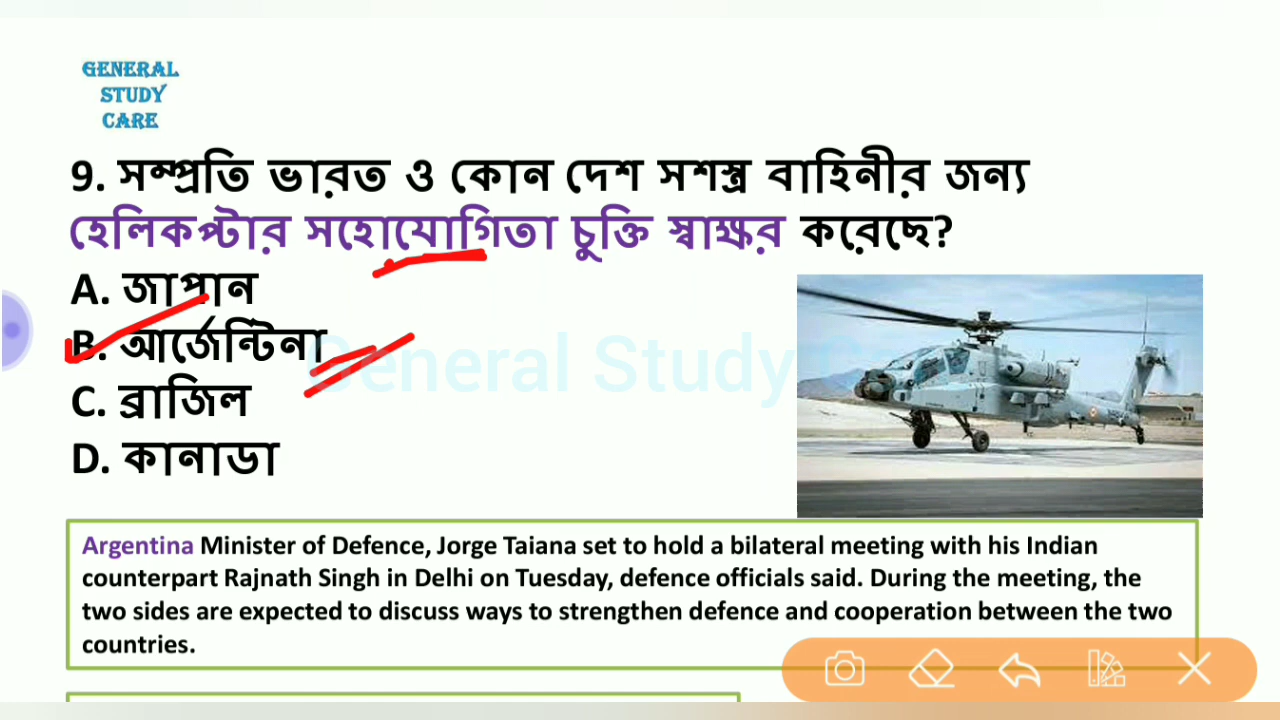 GENERAL
STUDY
CARE
9. সম্প্রতি ভারত ও কোন দেশ সশস্ত্র বাহিনীর জন্য
হেলিকপ্টার সহোযোগিতা চুক্তি স্বাক্ষর করেছে?
A. জাপান
B. আর্জেন্টিনা
C. ব্রাজিল
D. কানাডা
General Study
Argentina Minister of Defence, Jorge Taiana set to hold a bilateral meeting with his Indian
counterpart Rajnath Singh in Delhi on Tuesday, defence officials said. During the meeting, the
two sides are expected to discuss ways to strengthen defence and cooperation between the two
countries.